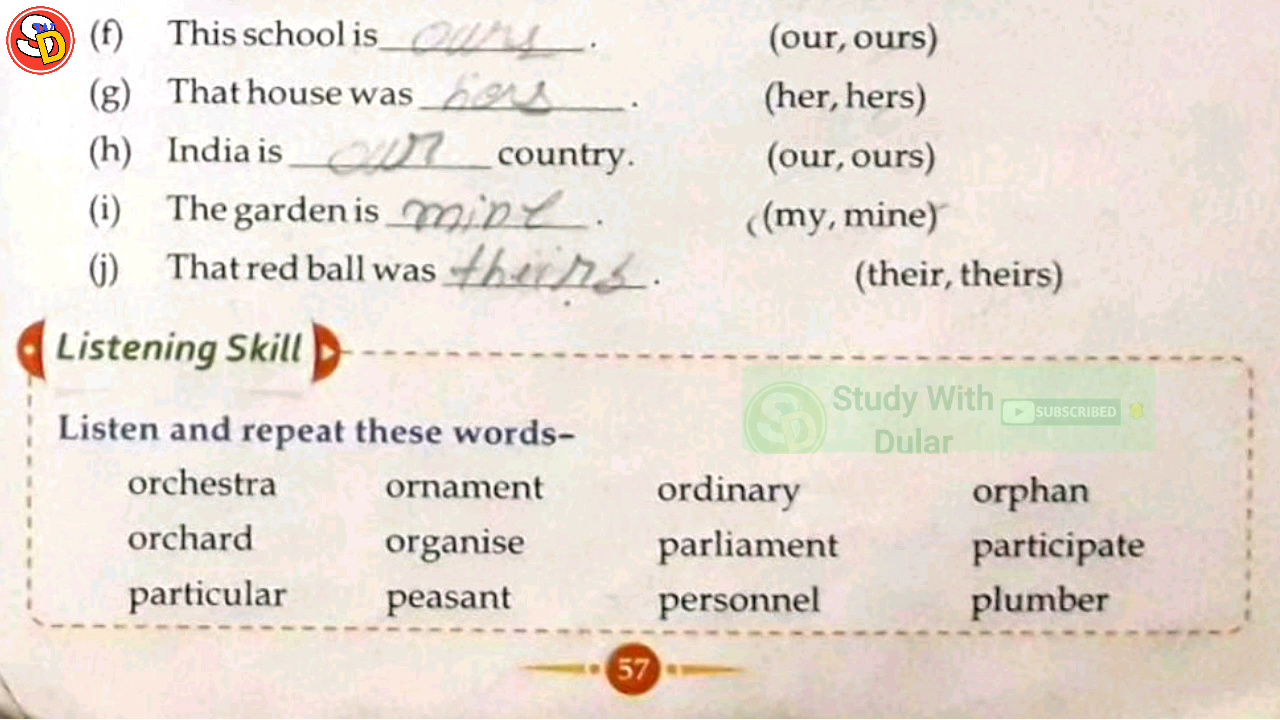 SD
(f) This school is ours . (our, ours)
(g) That house was hers . (her, hers)
(h) India is our country. (our, ours)
(i) The garden is mine . (my, mine)
(j) That red ball was theirs . (their, theirs)
Listening Skill
Study With
SUBSCRIBED
Dular
Listen and repeat these words–
orchestra ornament ordinary orphan
orchard organise parliament participate
particular peasant personnel plumber
57